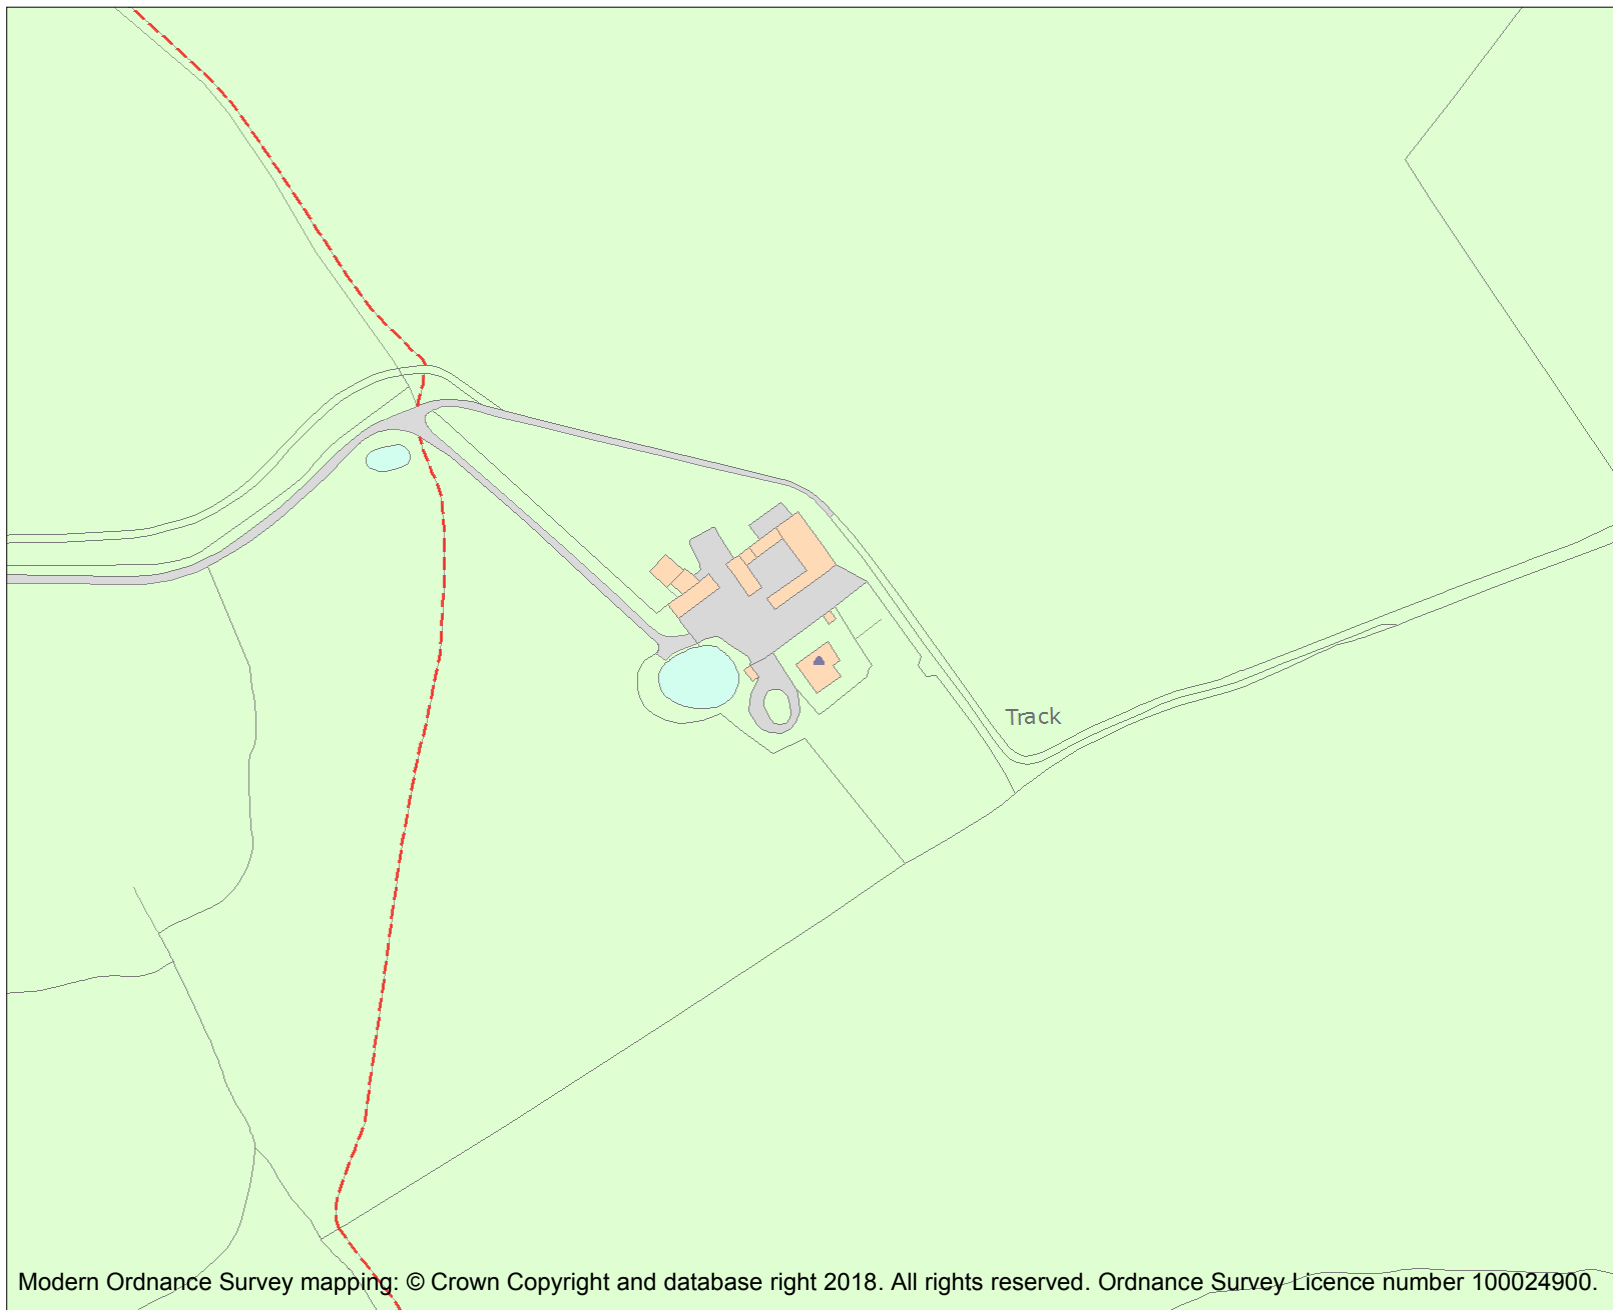 Track
Modern Ordnance Survey mapping: © Crown Copyright and database right 2018. All rights reserved. Ordnance Survey Licence number 100024900.